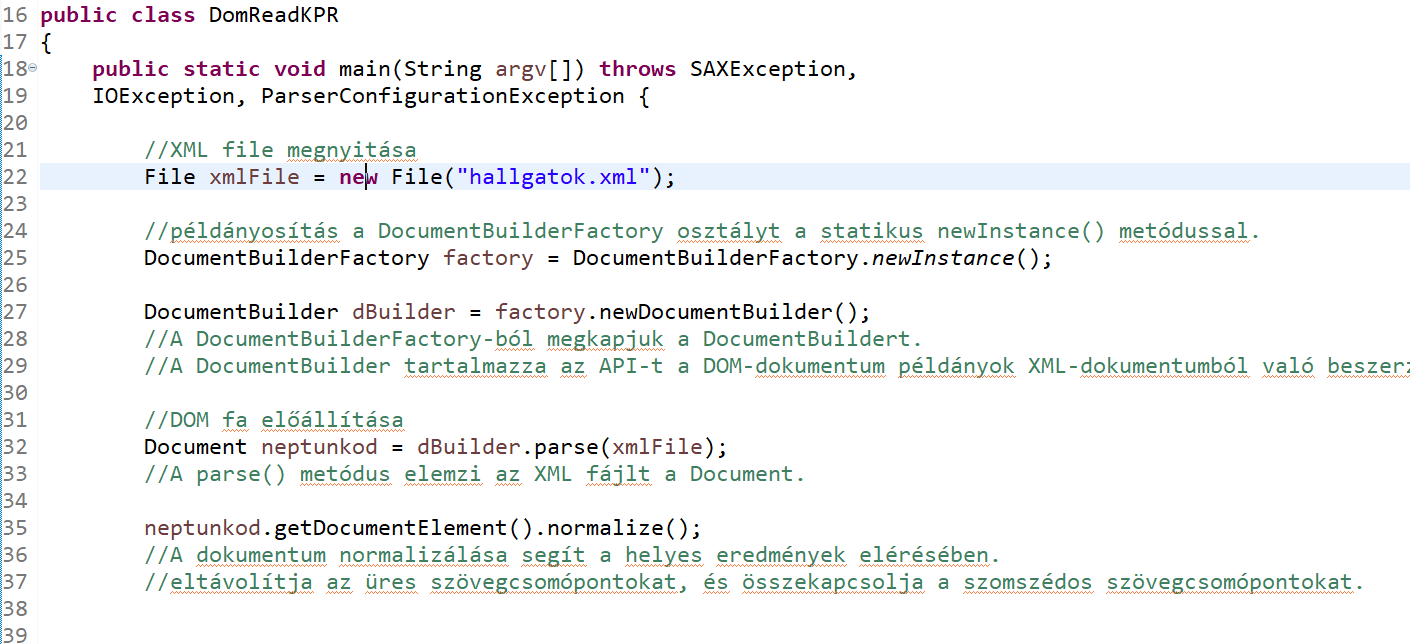 16 public class DomReadKPR
17 {
18 public static void main(String argv[]) throws SAXException,
19 IOException, ParserConfigurationException {
20
21 //XML file megnyitása
22 File xmlFile = new File("hallgatok.xml");
23
24 //példányosítás a DocumentBuilderFactory osztályt a statikus newInstance() metódussal.
25 DocumentBuilderFactory factory = DocumentBuilderFactory.newInstance();
26
27 DocumentBuilder dBuilder = factory.newDocumentBuilder();
28 //A DocumentBuilderFactory-ból megkapjuk a DocumentBuildert.
29 //A DocumentBuilder tartalmazza az API-t a DOM-dokumentum példányok XML-dokumentumból való
30
31 //DOM fa előállítása
32 Document neptunkod = dBuilder.parse(xmlFile);
33 //A parse() metódus elemzi az XML fájlt a Document.
34
35 neptunkod.getDocumentElement().normalize();
36 //A dokumentum normalizálása segít a helyes eredmények elérésében.
37 //eltávolítja az üres szövegcsomópontokat, és összekapcsolja a szomszédos szövegcsomópontokat.
38
39